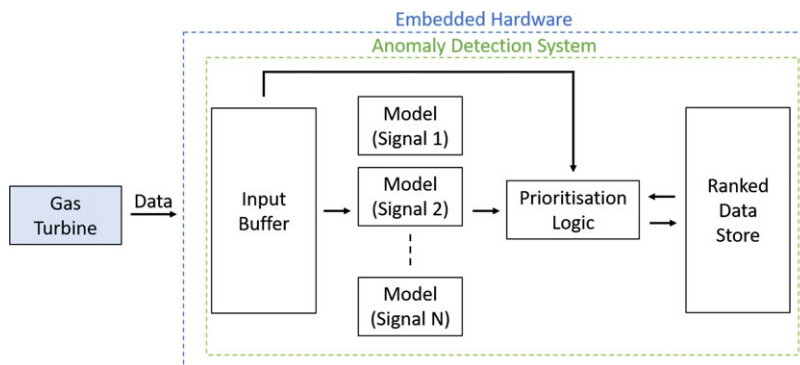 Embedded Hardware
Anomaly Detection System
Gas
Turbine
Data
Input
Buffer
Model
(Signal 1)
Model
(Signal 2)
Model
(Signal N)
Prioritisation
Logic
Ranked
Data
Store